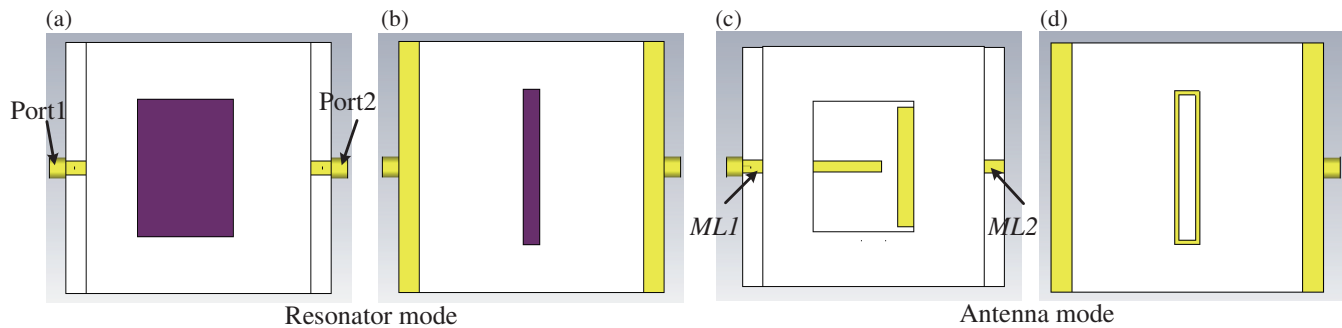 (a)
(b)
(c)
(d)
Port1
Port2
ML1
ML2
Resonator mode
Antenna mode